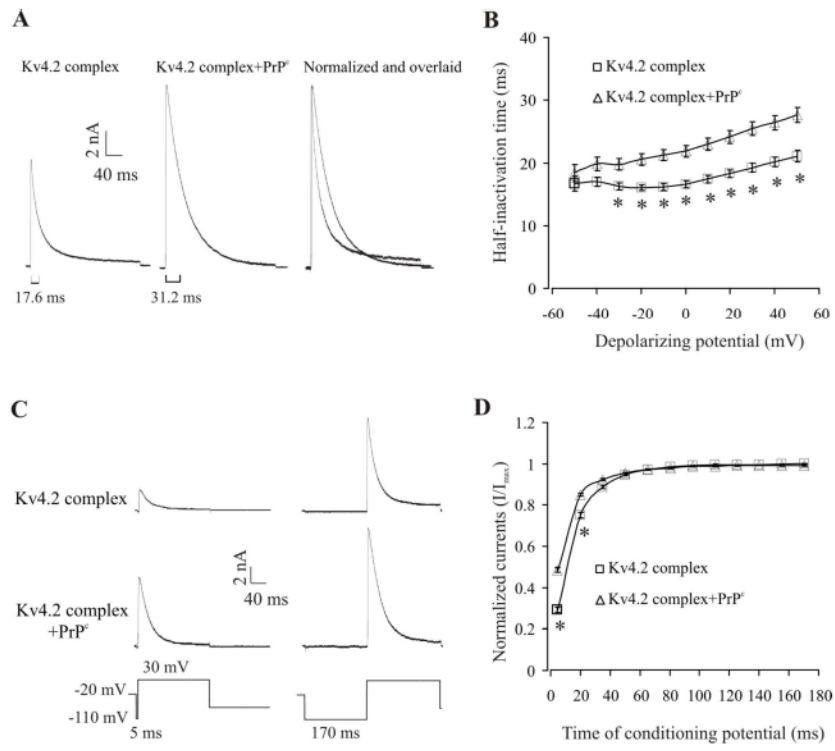 A
Kv4.2 complex
Kv4.2 complex+PrPᶜ
Normalized and overlaid
2 nA
40 ms
17.6 ms
31.2 ms
B
Half-inactivation time (ms)
40
30
20
10
0
-60 -40 -20 0 20 40 60
Depolarizing potential (mV)
Kv4.2 complex
Kv4.2 complex+PrPᶜ
* * * * * * * * *
C
Kv4.2 complex
Kv4.2 complex
+PrPᶜ
2 nA
40 ms
30 mV
-20 mV
-110 mV
5 ms
170 ms
D
Normalized currents (I/Iₘₐₓ)
1.2
1
0.8
0.6
0.4
0.2
0
0 20 40 60 80 100 120 140 160 180
Time of conditioning potential (ms)
Kv4.2 complex
Kv4.2 complex+PrPᶜ
*
*